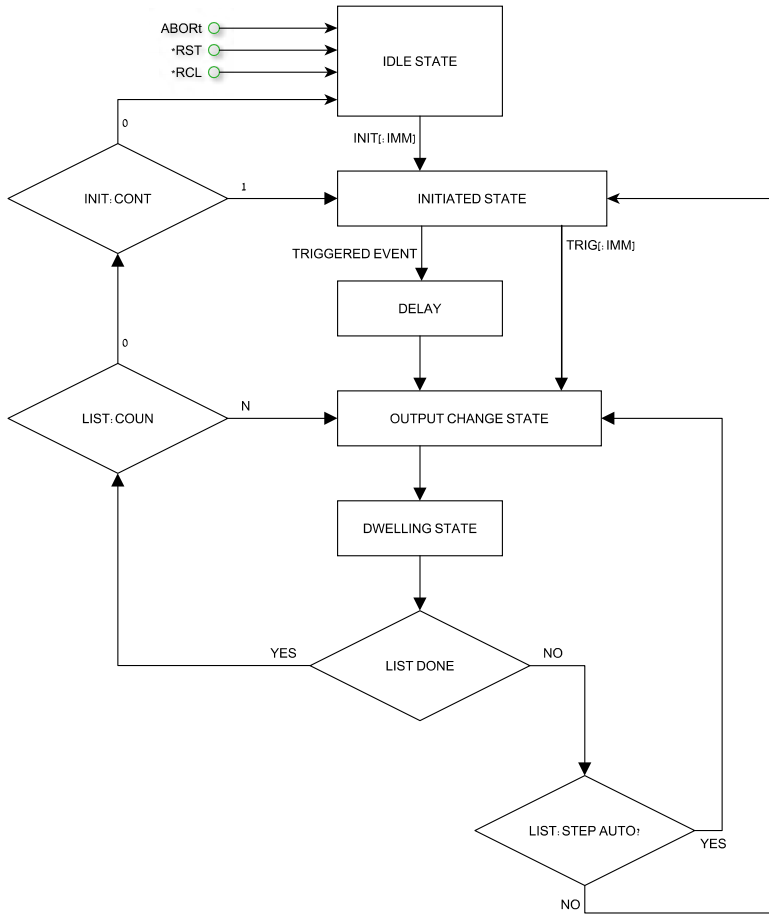 ABORt
*RST
*RCL
IDLE STATE
0
INIT[:IMM]
INIT:CONT
1
INITIATED STATE
TRIGGERED EVENT
TRIG[:IMM]
DELAY
0
LIST:COUN
N
OUTPUT CHANGE STATE
DWELLING STATE
YES
LIST DONE
NO
LIST:STEP AUTO?
YES
NO